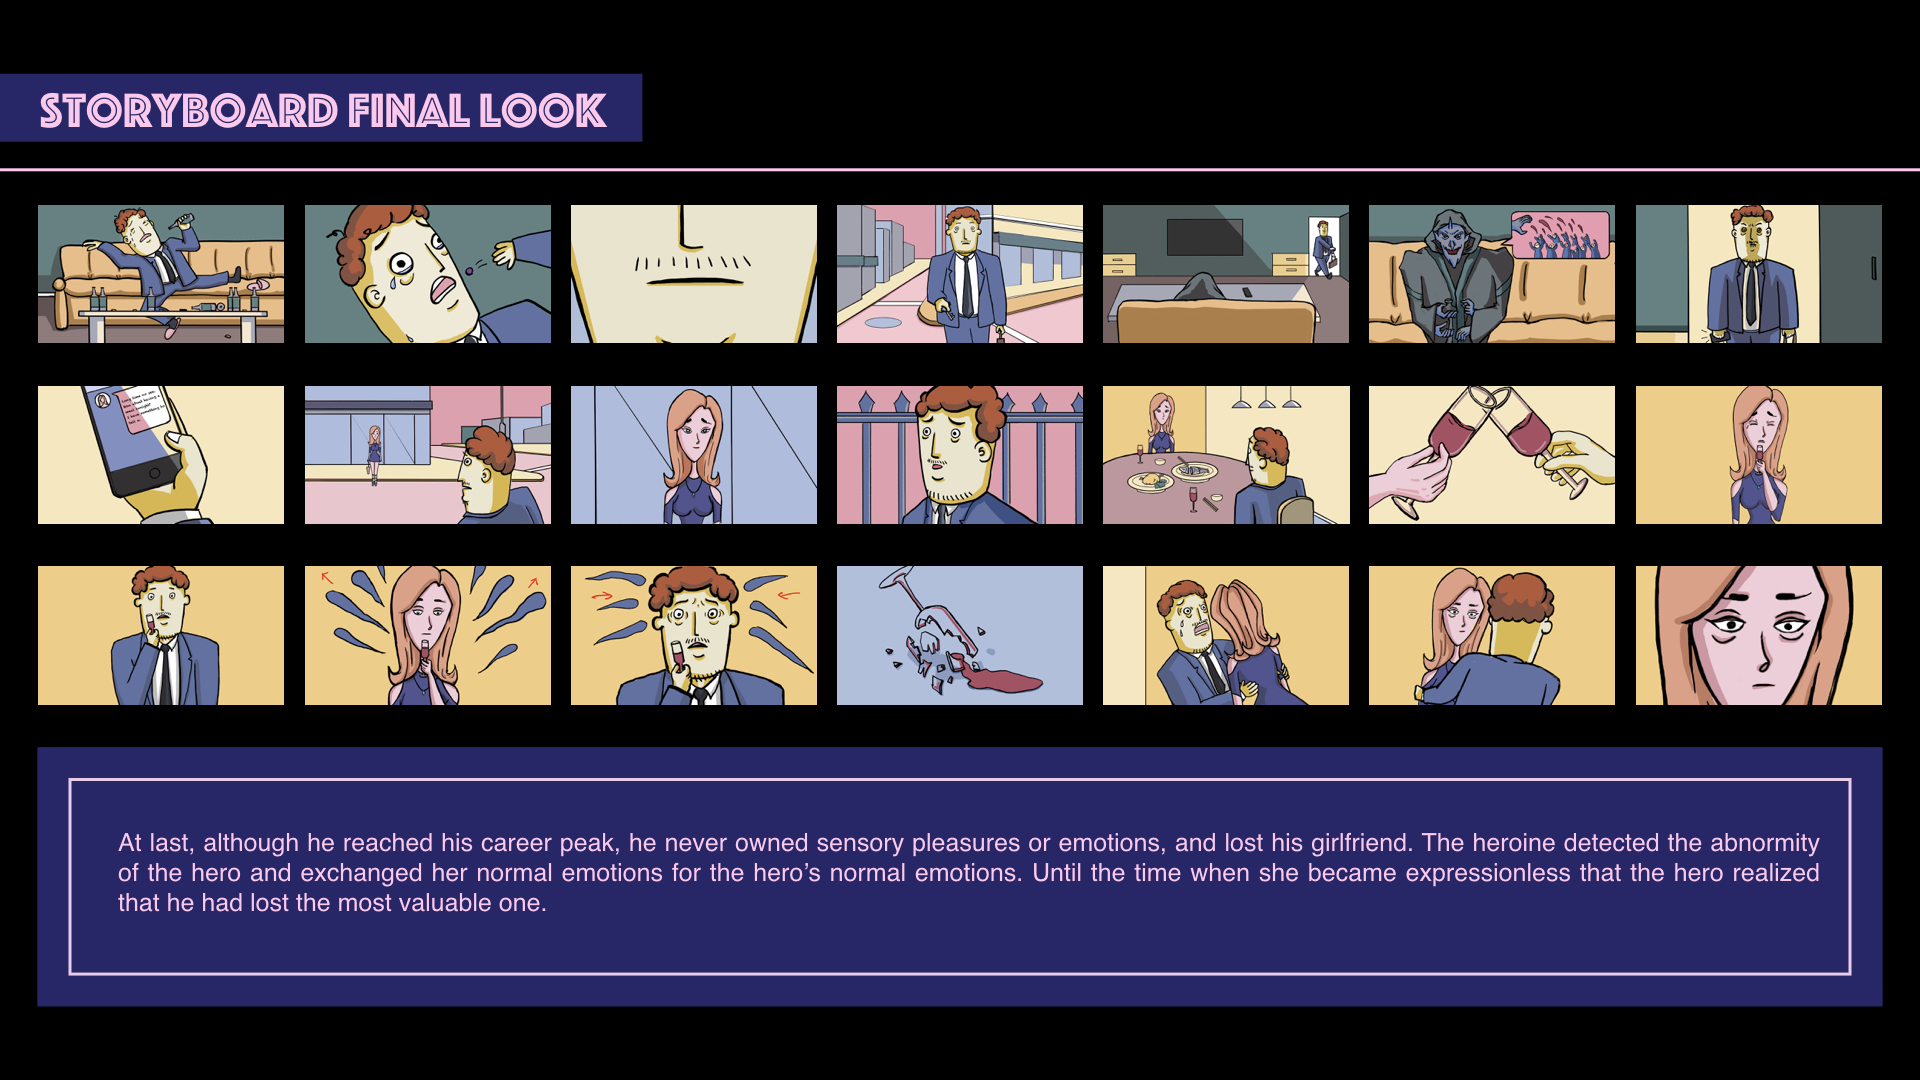 STORYBOARD FINAL LOOK
At last, although he reached his career peak, he never owned sensory pleasures or emotions, and lost his girlfriend. The heroine detected the abnormity
of the hero and exchanged her normal emotions for the hero's normal emotions. Until the time when she became expressionless that the hero realized
that he had lost the most valuable one.